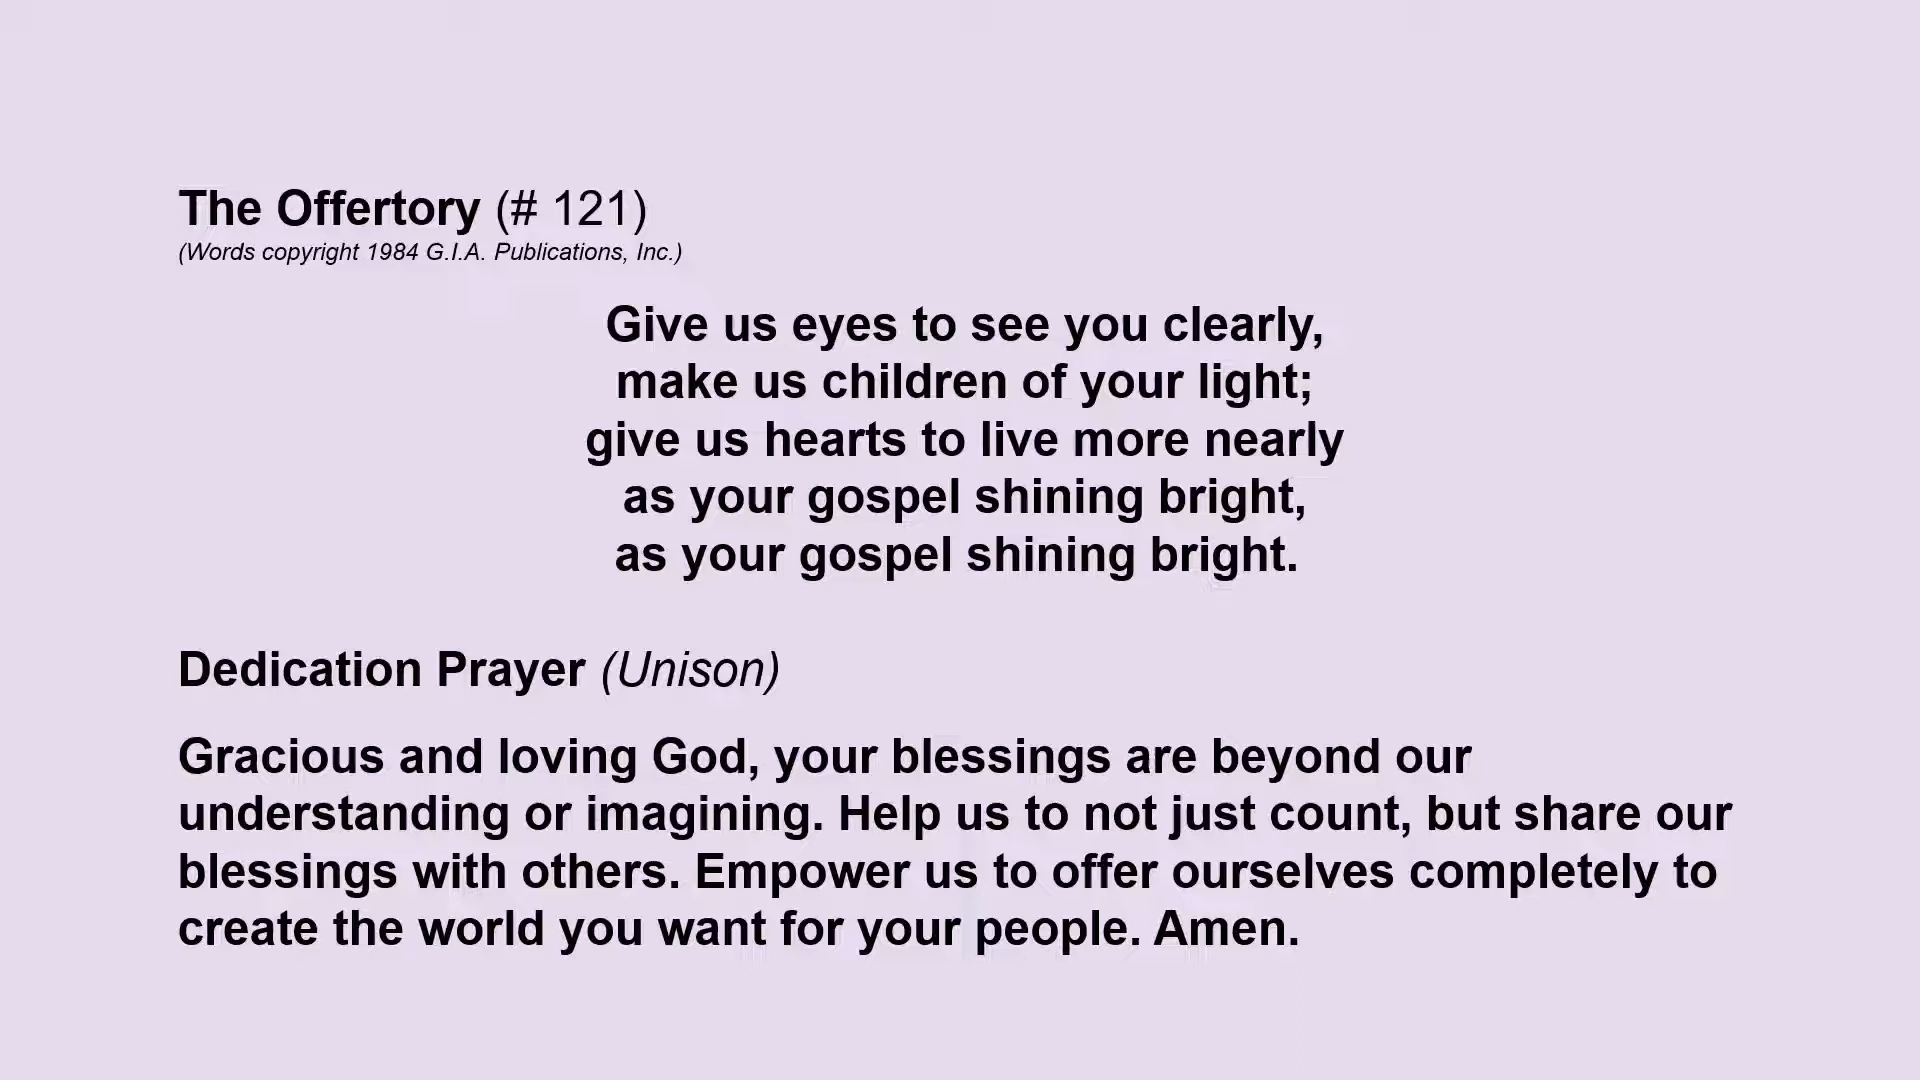 The Offertory (# 121)
(Words copyright 1984 G.I.A. Publications, Inc.)
Give us eyes to see you clearly,
make us children of your light;
give us hearts to live more nearly
as your gospel shining bright,
as your gospel shining bright.
Dedication Prayer (Unison)
Gracious and loving God, your blessings are beyond our
understanding or imagining. Help us to not just count, but share our
blessings with others. Empower us to offer ourselves completely to
create the world you want for your people. Amen.